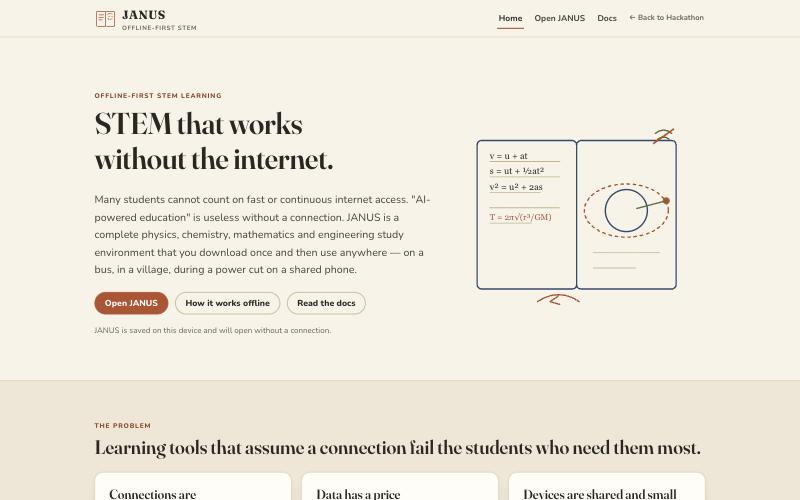 JANUS
OFFLINE-FIRST STEM
Home
Open JANUS
Docs
← Back to Hackathon
OFFLINE-FIRST STEM LEARNING
STEM that works
without the internet.
Many students cannot count on fast or continuous internet access. "AI-
powered education" is useless without a connection. JANUS is a
complete physics, chemistry, mathematics and engineering study
environment that you download once and then use anywhere — on a
bus, in a village, during a power cut on a shared phone.
Open JANUS
How it works offline
Read the docs
JANUS is saved on this device and will open without a connection.
v = u + at
s = ut + ½at²
v² = u² + 2as
T = 2π√(r³/GM)
THE PROBLEM
Learning tools that assume a connection fail the students who need them most.
Connections are
Data has a price
Devices are shared and small